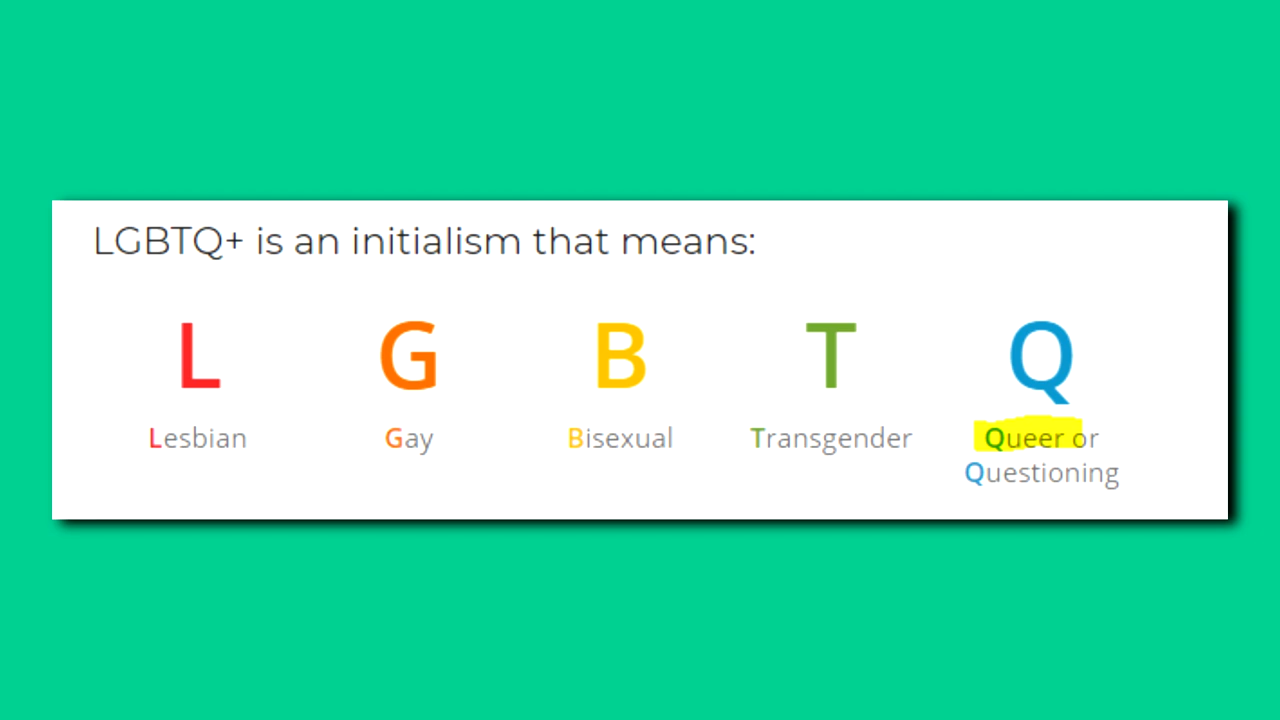 LGBTQ+ is an initialism that means:
L G B T Q
Lesbian Gay Bisexual Transgender Queer or
Questioning